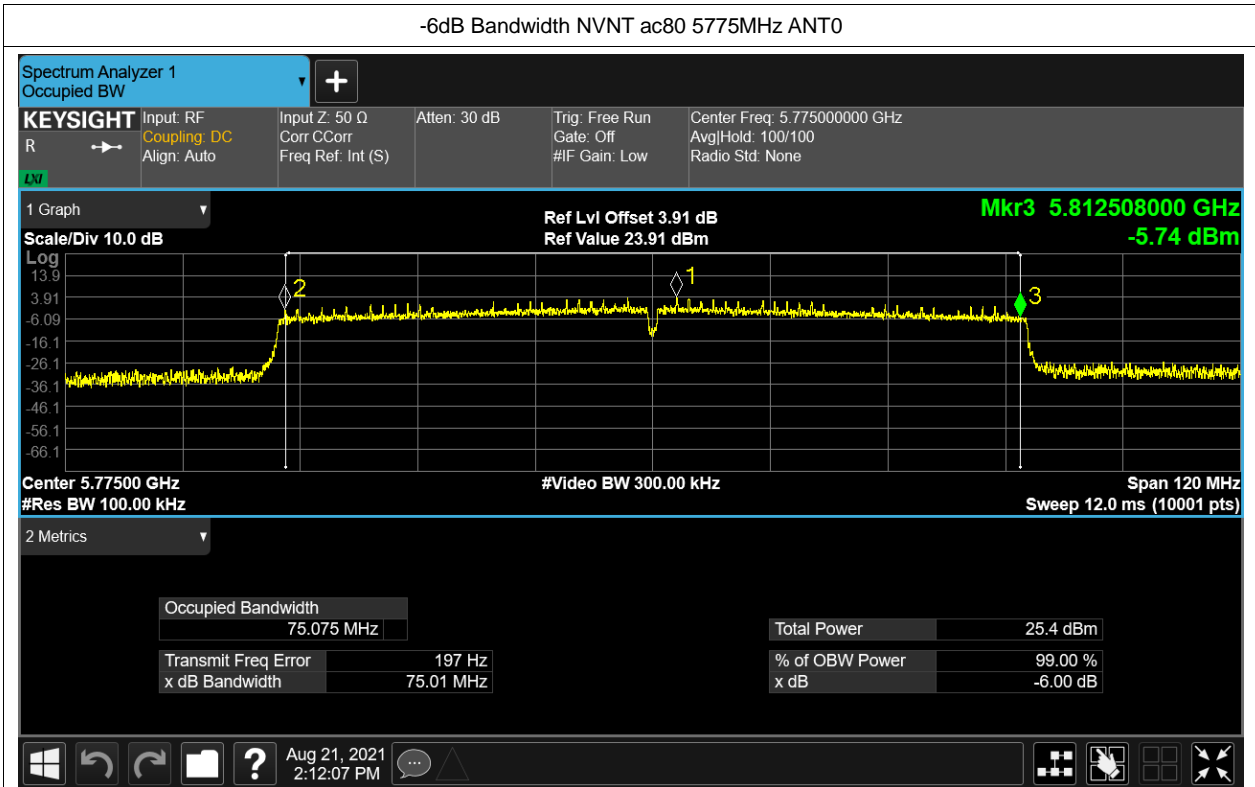 -6dB Bandwidth NVNT ac80 5775MHz ANT0
Spectrum Analyzer 1
Occupied BW
KEYSIGHT
R
LXI
Input: RF
Coupling: DC
Align: Auto
Input Z: 50 Ω
Corr CCorr
Freq Ref: Int (S)
Atten: 30 dB
Trig: Free Run
Gate: Off
#IF Gain: Low
Center Freq: 5.775000000 GHz
Avg|Hold: 100/100
Radio Std: None
1 Graph
Scale/Div 10.0 dB
Ref Lvl Offset 3.91 dB
Ref Value 23.91 dBm
Mkr3 5.812508000 GHz
-5.74 dBm
Log
13.9
3.91
-6.09
-16.1
-26.1
-36.1
-46.1
-56.1
-66.1
2
1
3
Center 5.77500 GHz
#Video BW 300.00 kHz
Span 120 MHz
#Res BW 100.00 kHz
Sweep 12.0 ms (10001 pts)
2 Metrics
Occupied Bandwidth
75.075 MHz
Total Power 25.4 dBm
Transmit Freq Error 197 Hz
% of OBW Power 99.00 %
x dB Bandwidth 75.01 MHz
x dB -6.00 dB
?
Aug 21, 2021
2:12:07 PM